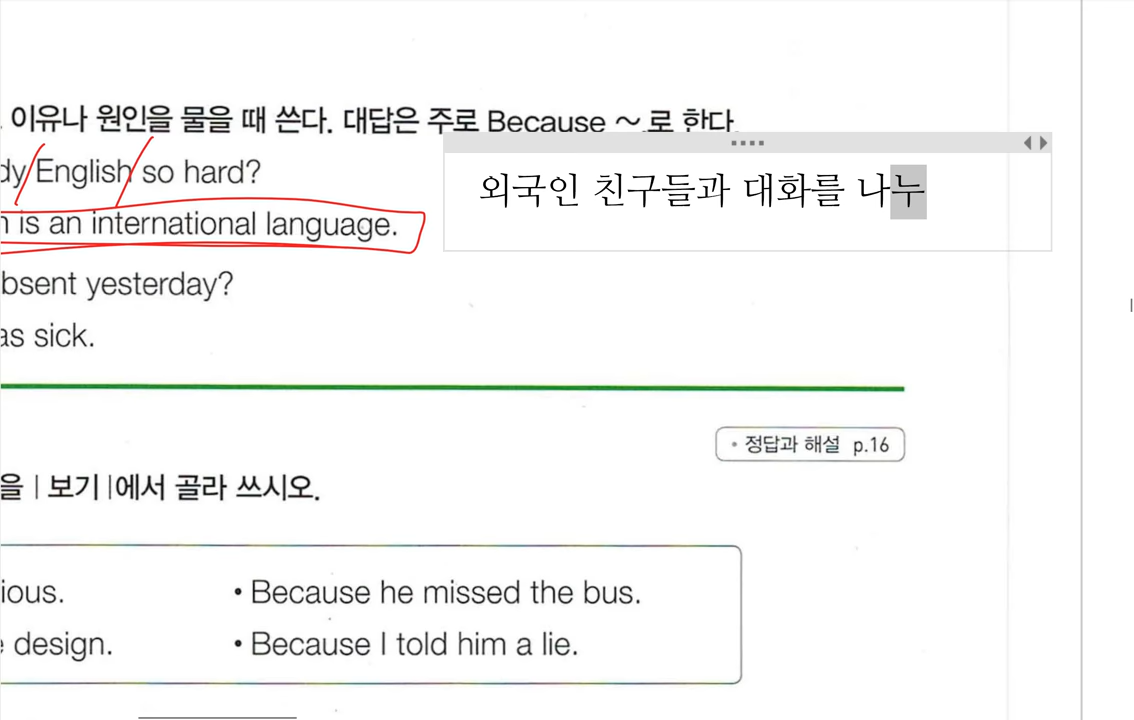 . 이유나 원인을 물을 때 쓴다. 대답은 주로 Because ~로 한다.
dy English so hard?
외국인 친구들과 대화를 나누
is an international language.
bsent yesterday?
as sick.
• 정답과 해설 p.16
을 | 보기 |에서 골라 쓰시오.
ious. • Because he missed the bus.
design. • Because I told him a lie.